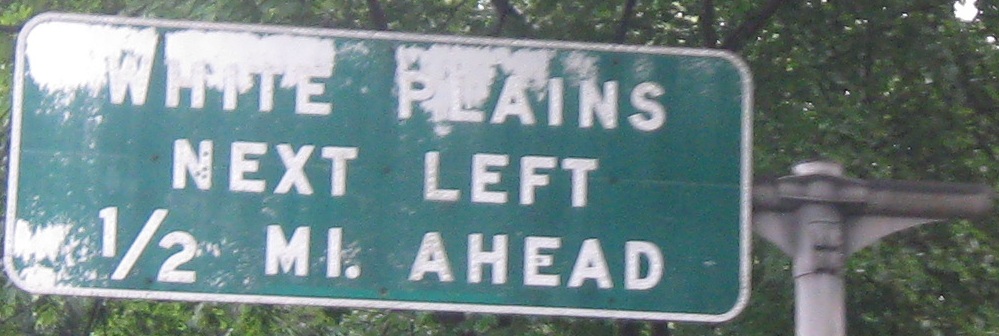 WHITE PLAINS
NEXT LEFT
1/2 MI. AHEAD